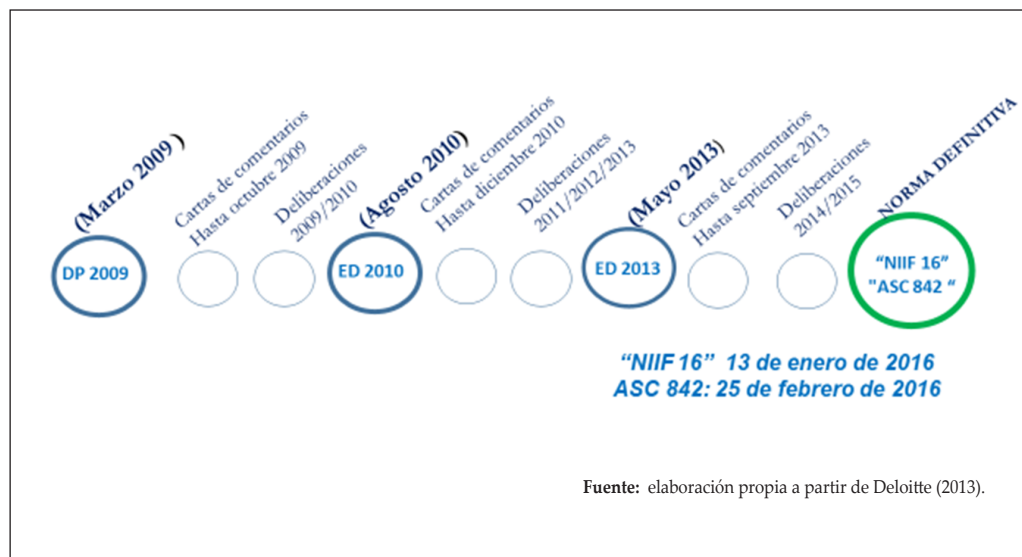 (Marzo 2009 )
Cartas de comentarios
Hasta octubre 2009
Deliberaciones
2009/2010
(Agosto 2010)
Cartas de comentarios
Hasta diciembre 2010
Deliberaciones
2011/2012/2013
(Mayo 2013)
Cartas de comentarios
Hasta septiembre 2013
Deliberaciones
2014/2015
NORMA DEFINITIVA
DP 2009
ED 2010
ED 2013
“NIIF 16”
"ASC 842 “
“NIIF 16” 13 de enero de 2016
ASC 842: 25 de febrero de 2016
Fuente: elaboración propia a partir de Deloitte (2013).